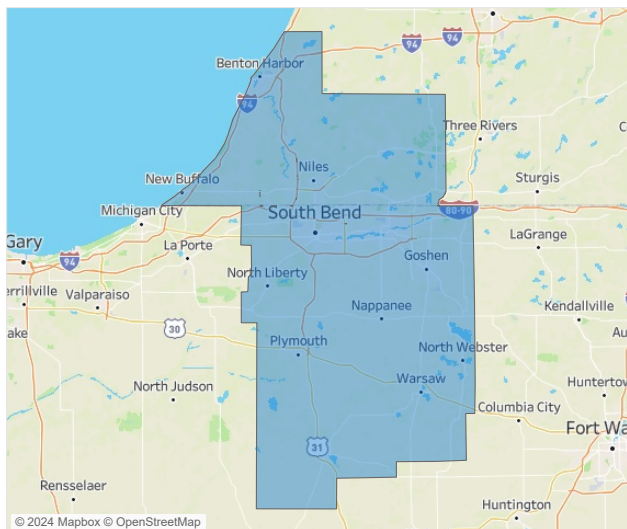 94
94
Benton Harbor
94
Three Rivers
Niles
New Buffalo
Sturgis
Michigan City
South Bend
80-90
Gary
La Porte
LaGrange
94
Goshen
North Liberty
errillville
Valparaiso
Nappanee
Kendallville
30
ake
Au
Plymouth
North Webster
North Judson
Warsaw
Huntertow
Columbia City
Fort Wa
31
Rensselaer
Huntington
© 2024 Mapbox © OpenStreetMap